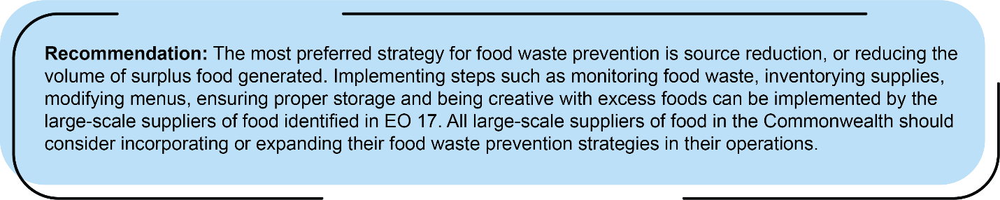 Recommendation: The most preferred strategy for food waste prevention is source reduction, or reducing the
volume of surplus food generated. Implementing steps such as monitoring food waste, inventorying supplies,
modifying menus, ensuring proper storage and being creative with excess foods can be implemented by the
large-scale suppliers of food identified in EO 17. All large-scale suppliers of food in the Commonwealth should
consider incorporating or expanding their food waste prevention strategies in their operations.